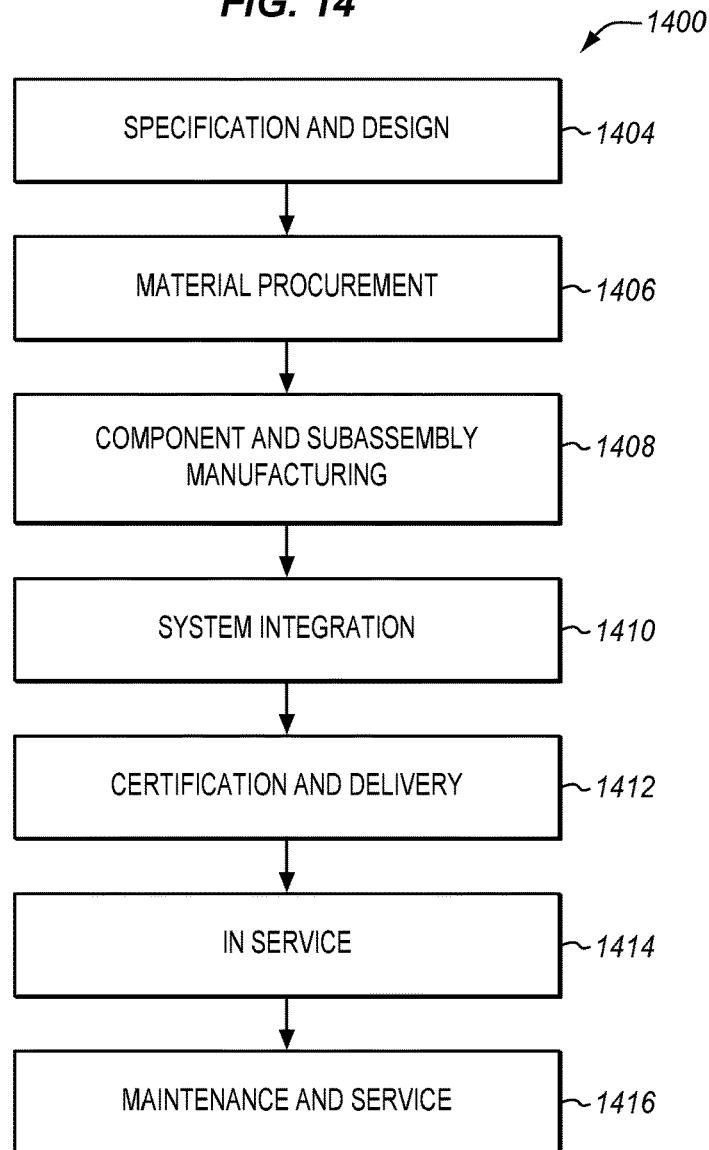 FIG. 14
1400
SPECIFICATION AND DESIGN
1404
MATERIAL PROCUREMENT
1406
COMPONENT AND SUBASSEMBLY
MANUFACTURING
1408
SYSTEM INTEGRATION
1410
CERTIFICATION AND DELIVERY
1412
IN SERVICE
1414
MAINTENANCE AND SERVICE
1416